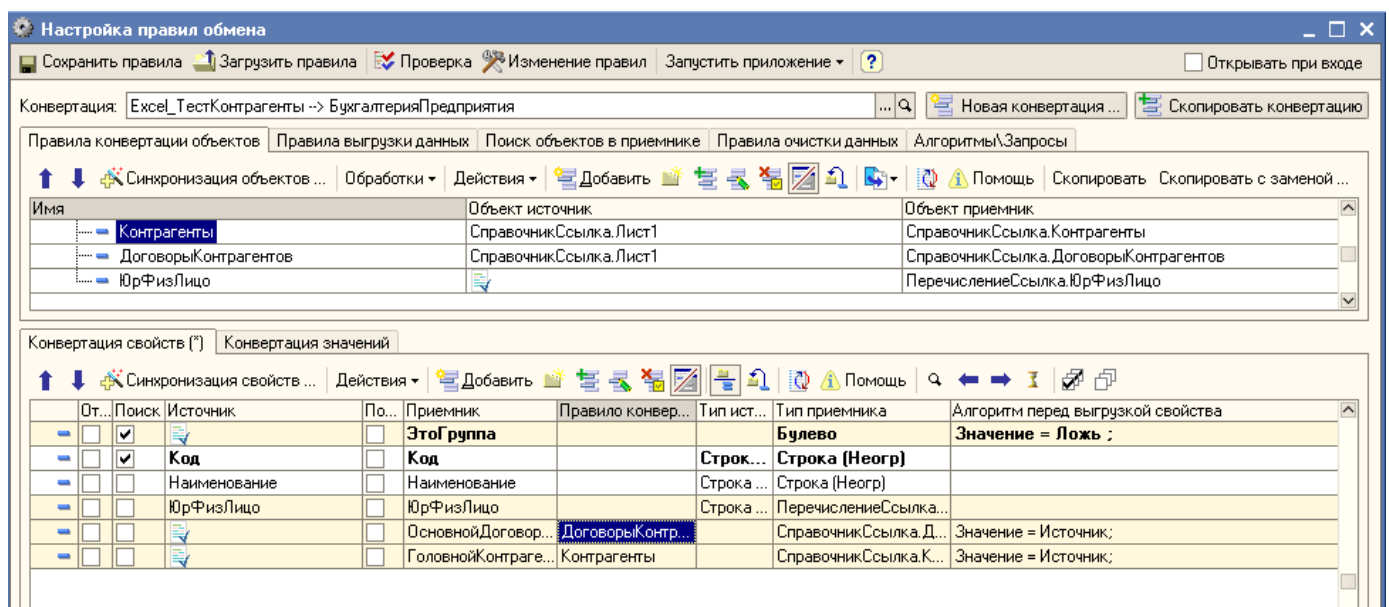 Настройка правил обмена
Сохранить правила Загрузить правила Проверка Изменение правил Запустить приложение ? Открывать при входе
Конвертация: Excel_ТестКонтрагенты --> БухгалтерияПредприятия ... Новая конвертация ... Скопировать конвертацию
Правила конвертации объектов Правила выгрузки данных Поиск объектов в приемнике Правила очистки данных Алгоритмы\Запросы
Синхронизация объектов ... Обработки Действия Добавить Помощь Скопировать Скопировать с заменой ...
Имя Объект источник Объект приемник
Контрагенты СправочникСсылка.Лист1 СправочникСсылка.Контрагенты
ДоговорыКонтрагентов СправочникСсылка.Лист1 СправочникСсылка.ДоговорыКонтрагентов
ЮрФизЛицо ПеречислениеСсылка.ЮрФизЛицо
Конвертация свойств (*) Конвертация значений
Синхронизация свойств ... Действия Добавить Помощь
От... Поиск Источник По... Приемник Правило конвер... Тип ист... Тип приемника Алгоритм перед выгрузкой свойства
ЭтоГруппа Булево Значение = Ложь ;
Код Код Строк... Строка (Неогр)
Наименование Наименование Строка ... Строка (Неогр)
ЮрФизЛицо ЮрФизЛицо Строка ... ПеречислениеСсылка...
ОсновнойДоговор... ДоговорыКонтр... СправочникСсылка.Д... Значение = Источник;
ГоловнойКонтраге... Контрагенты СправочникСсылка.К... Значение = Источник;